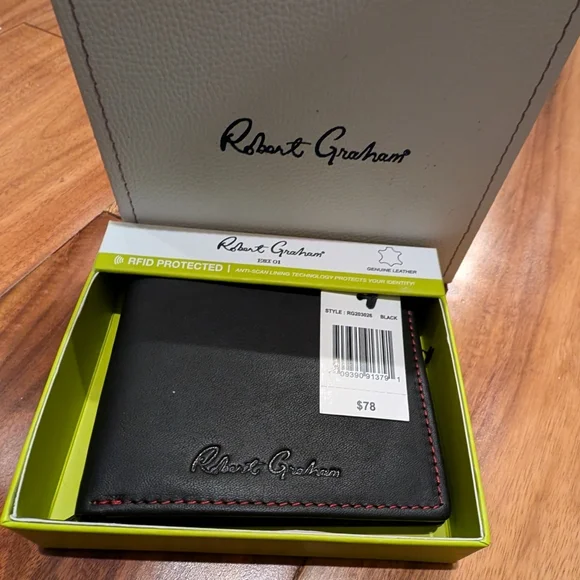 Robert Graham
Robert Graham
EST 01
RFID PROTECTED | ANTI-SCAN LINING TECHNOLOGY PROTECTS YOUR IDENTITY!
GENUINE LEATHER
STYLE : RG203026 BLACK
$78
Robert Graham